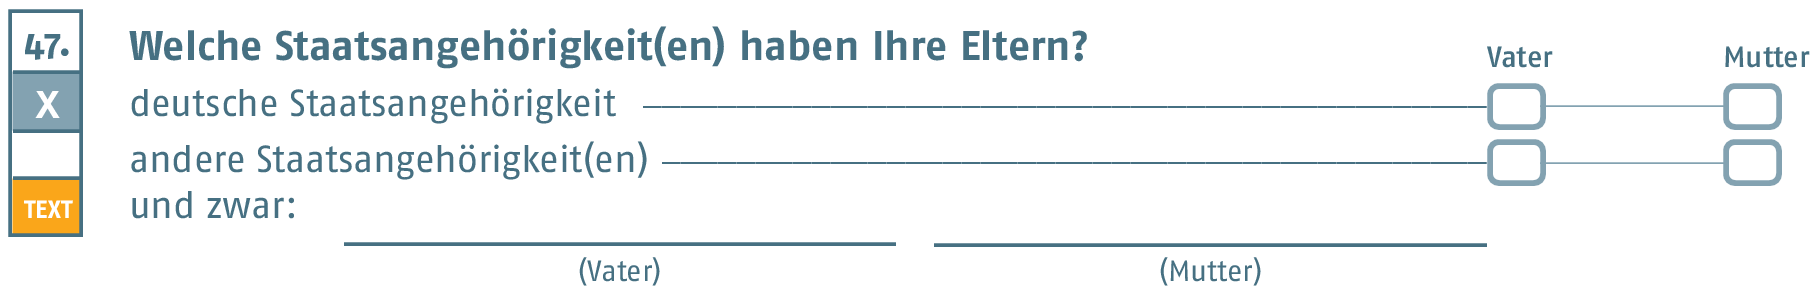 47. Welche Staatsangehörigkeit(en) haben Ihre Eltern?
Vater Mutter
X deutsche Staatsangehörigkeit
andere Staatsangehörigkeit(en)
TEXT und zwar:
(Vater) (Mutter)